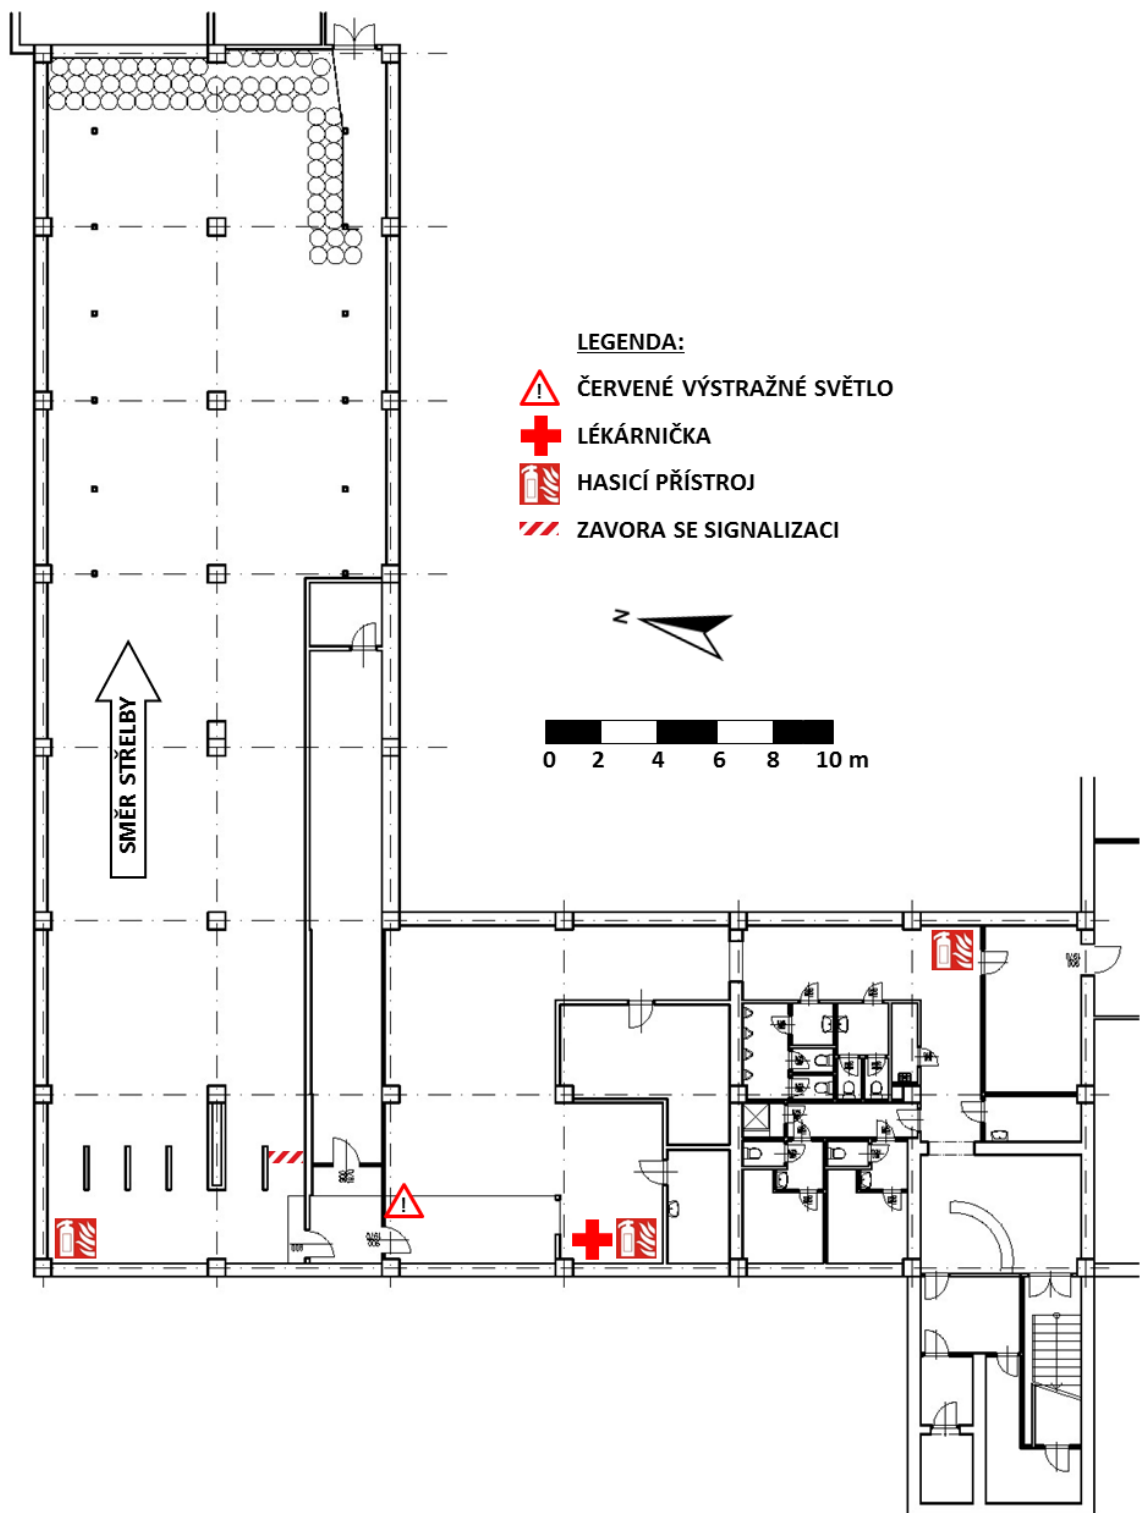 LEGENDA:
! ČERVENÉ VÝSTRAŽNÉ SVĚTLO
LÉKÁRNIČKA
HASICÍ PŘÍSTROJ
ZAVORA SE SIGNALIZACI
N
SMĚR STŘELBY
0 2 4 6 8 10 m
!